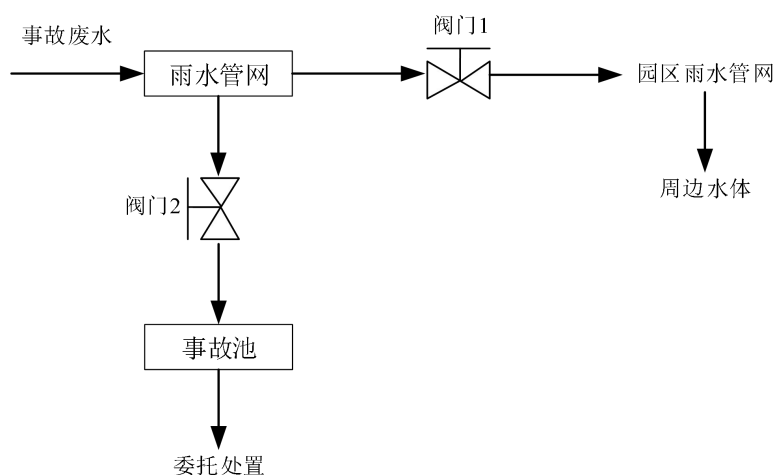 阀门1
事故废水
雨水管网
园区雨水管网
周边水体
阀门2
事故池
委托处置